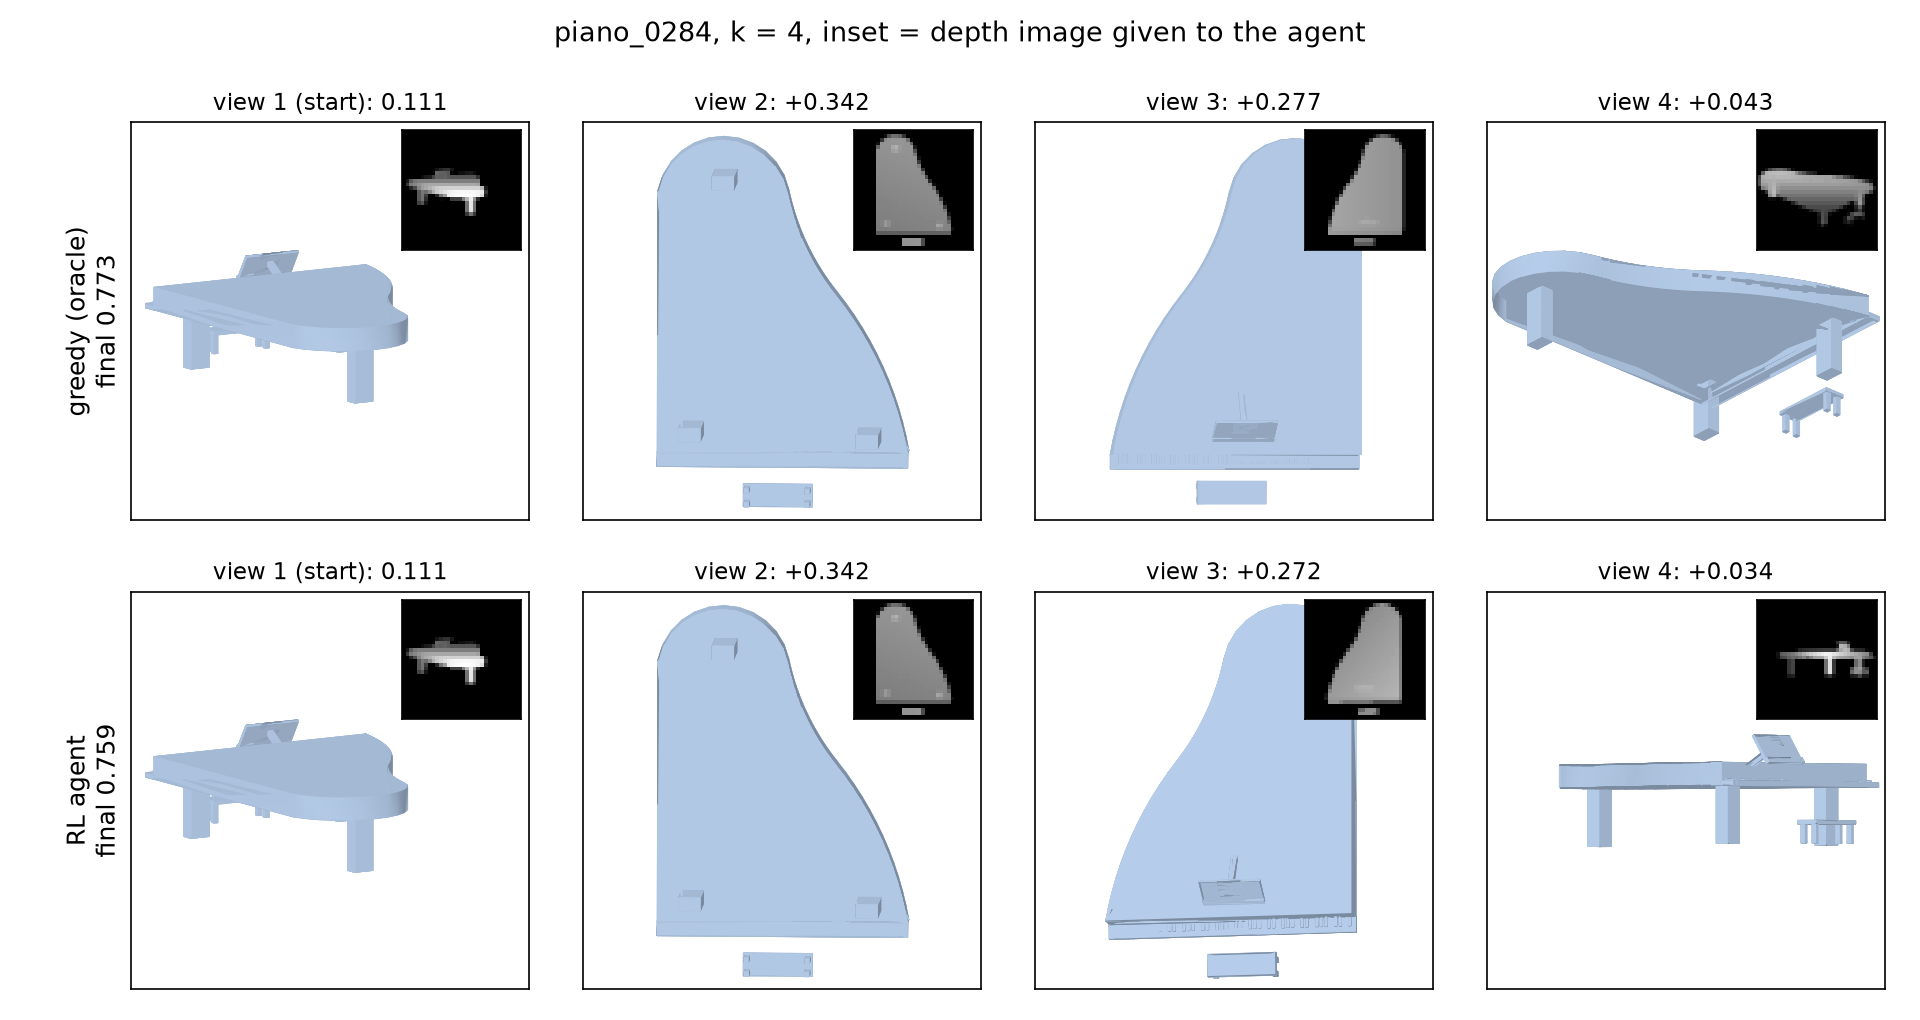 piano_0284, k = 4, inset = depth image given to the agent
greedy (oracle)
final 0.773
view 1 (start): 0.111
view 2: +0.342
view 3: +0.277
view 4: +0.043
RL agent
final 0.759
view 1 (start): 0.111
view 2: +0.342
view 3: +0.272
view 4: +0.034